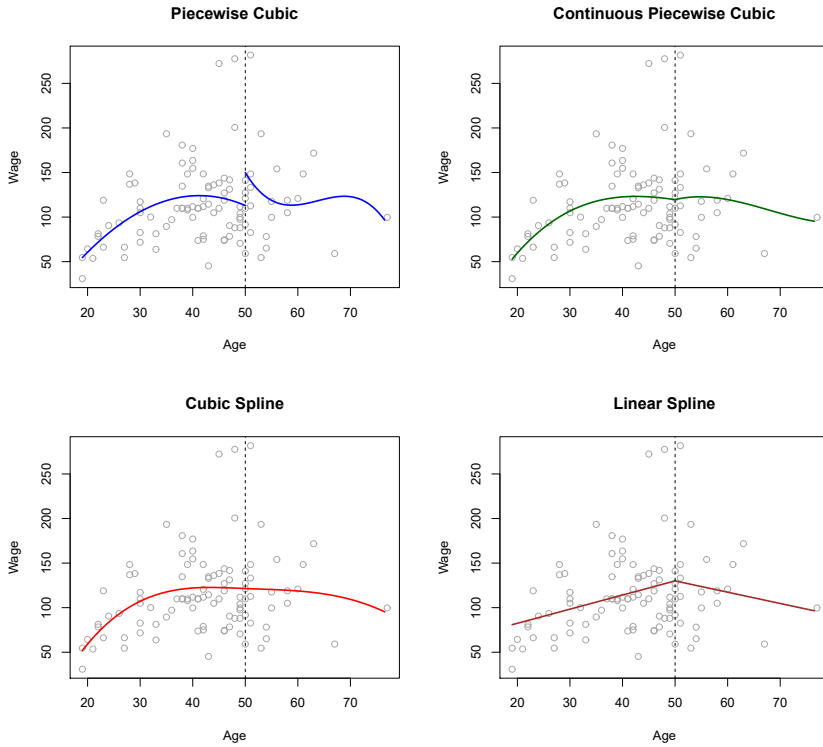 Piecewise Cubic
Wage
50 100 150 200 250
20 30 40 50 60 70
Age
Continuous Piecewise Cubic
Wage
50 100 150 200 250
20 30 40 50 60 70
Age
Cubic Spline
Wage
50 100 150 200 250
20 30 40 50 60 70
Age
Linear Spline
Wage
50 100 150 200 250
20 30 40 50 60 70
Age